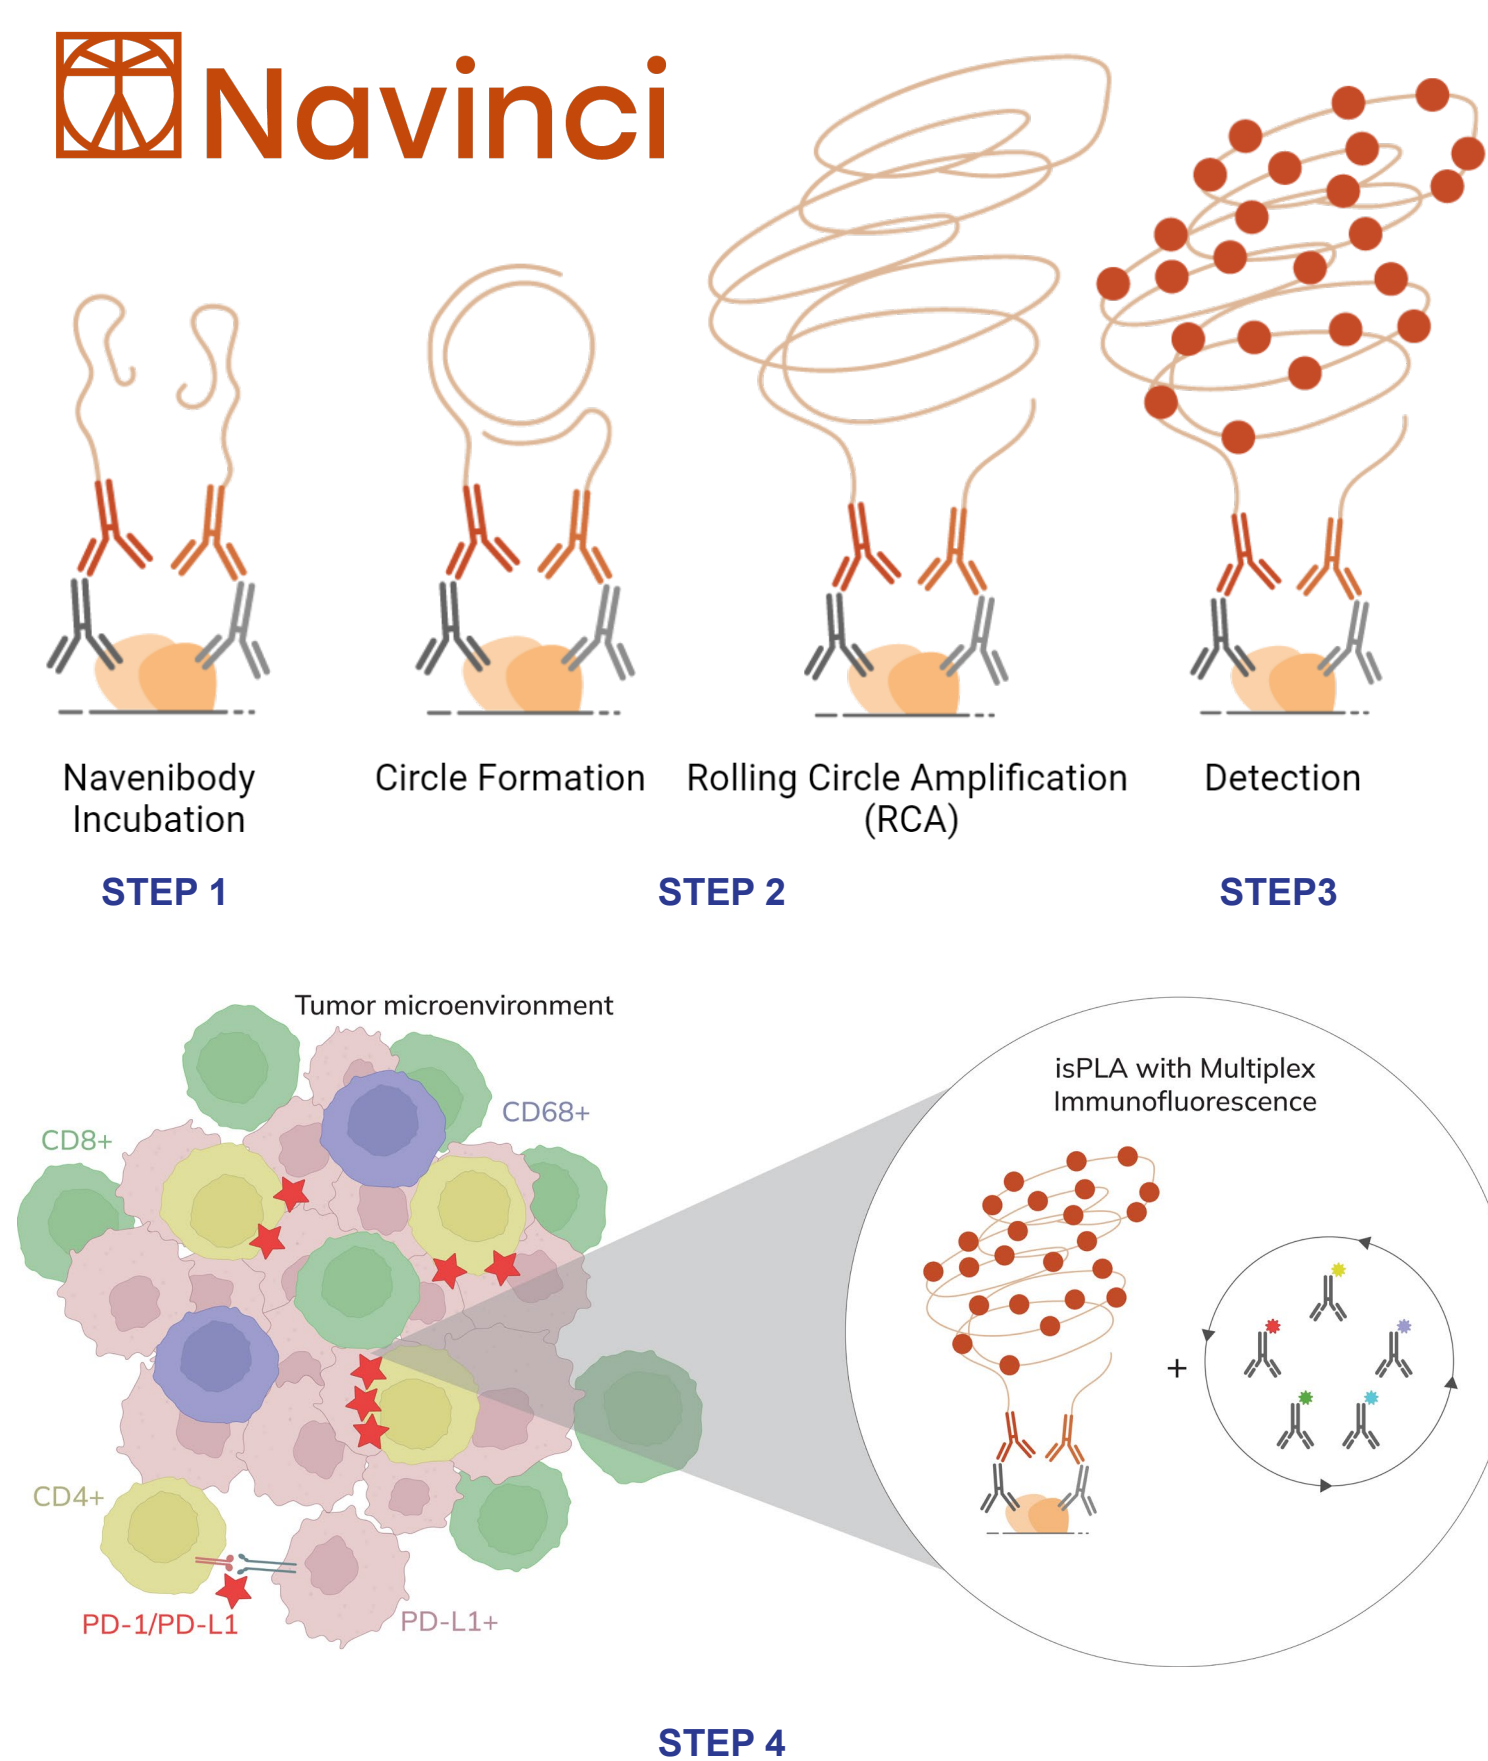 Navinci
Navenibody
Incubation
Circle Formation
Rolling Circle Amplification
(RCA)
Detection
STEP 1
STEP 2
STEP3
Tumor microenvironment
CD68+
CD8+
CD4+
PD-1/PD-L1
PD-L1+
isPLA with Multiplex
Immunofluorescence
+
STEP 4